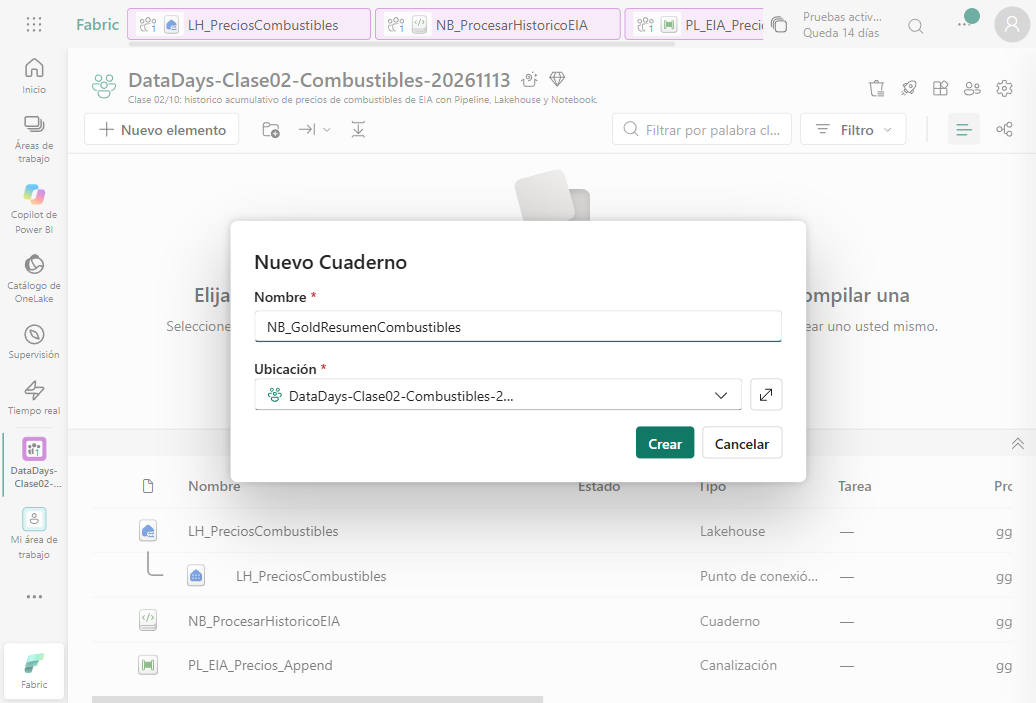 Fabric
LH_PreciosCombustibles
NB_ProcesarHistoricoEIA
PL_EIA_Preci
Pruebas activ...
Queda 14 días
Inicio
Áreas de
trabajo
Copilot de
Power BI
Catálogo de
OneLake
Supervisión
Tiempo real
DataDays-
Clase02-...
Mi área de
trabajo
Fabric
DataDays-Clase02-Combustibles-20261113
Clase 02/10: historico acumulativo de precios de combustibles de EIA con Pipeline, Lakehouse y Notebook.
Nuevo elemento
Filtrar por palabra cl...
Filtro
Elija
ompilar una
Seleccione
ear uno usted mismo.
Nuevo Cuaderno
Nombre *
NB_GoldResumenCombustibles
Ubicación *
DataDays-Clase02-Combustibles-2...
Crear
Cancelar
Nombre
Estado
Tipo
Tarea
Pro
LH_PreciosCombustibles
Lakehouse
—
gg
LH_PreciosCombustibles
Punto de conexió...
—
gg
NB_ProcesarHistoricoEIA
Cuaderno
—
gg
PL_EIA_Precios_Append
Canalización
—
gg